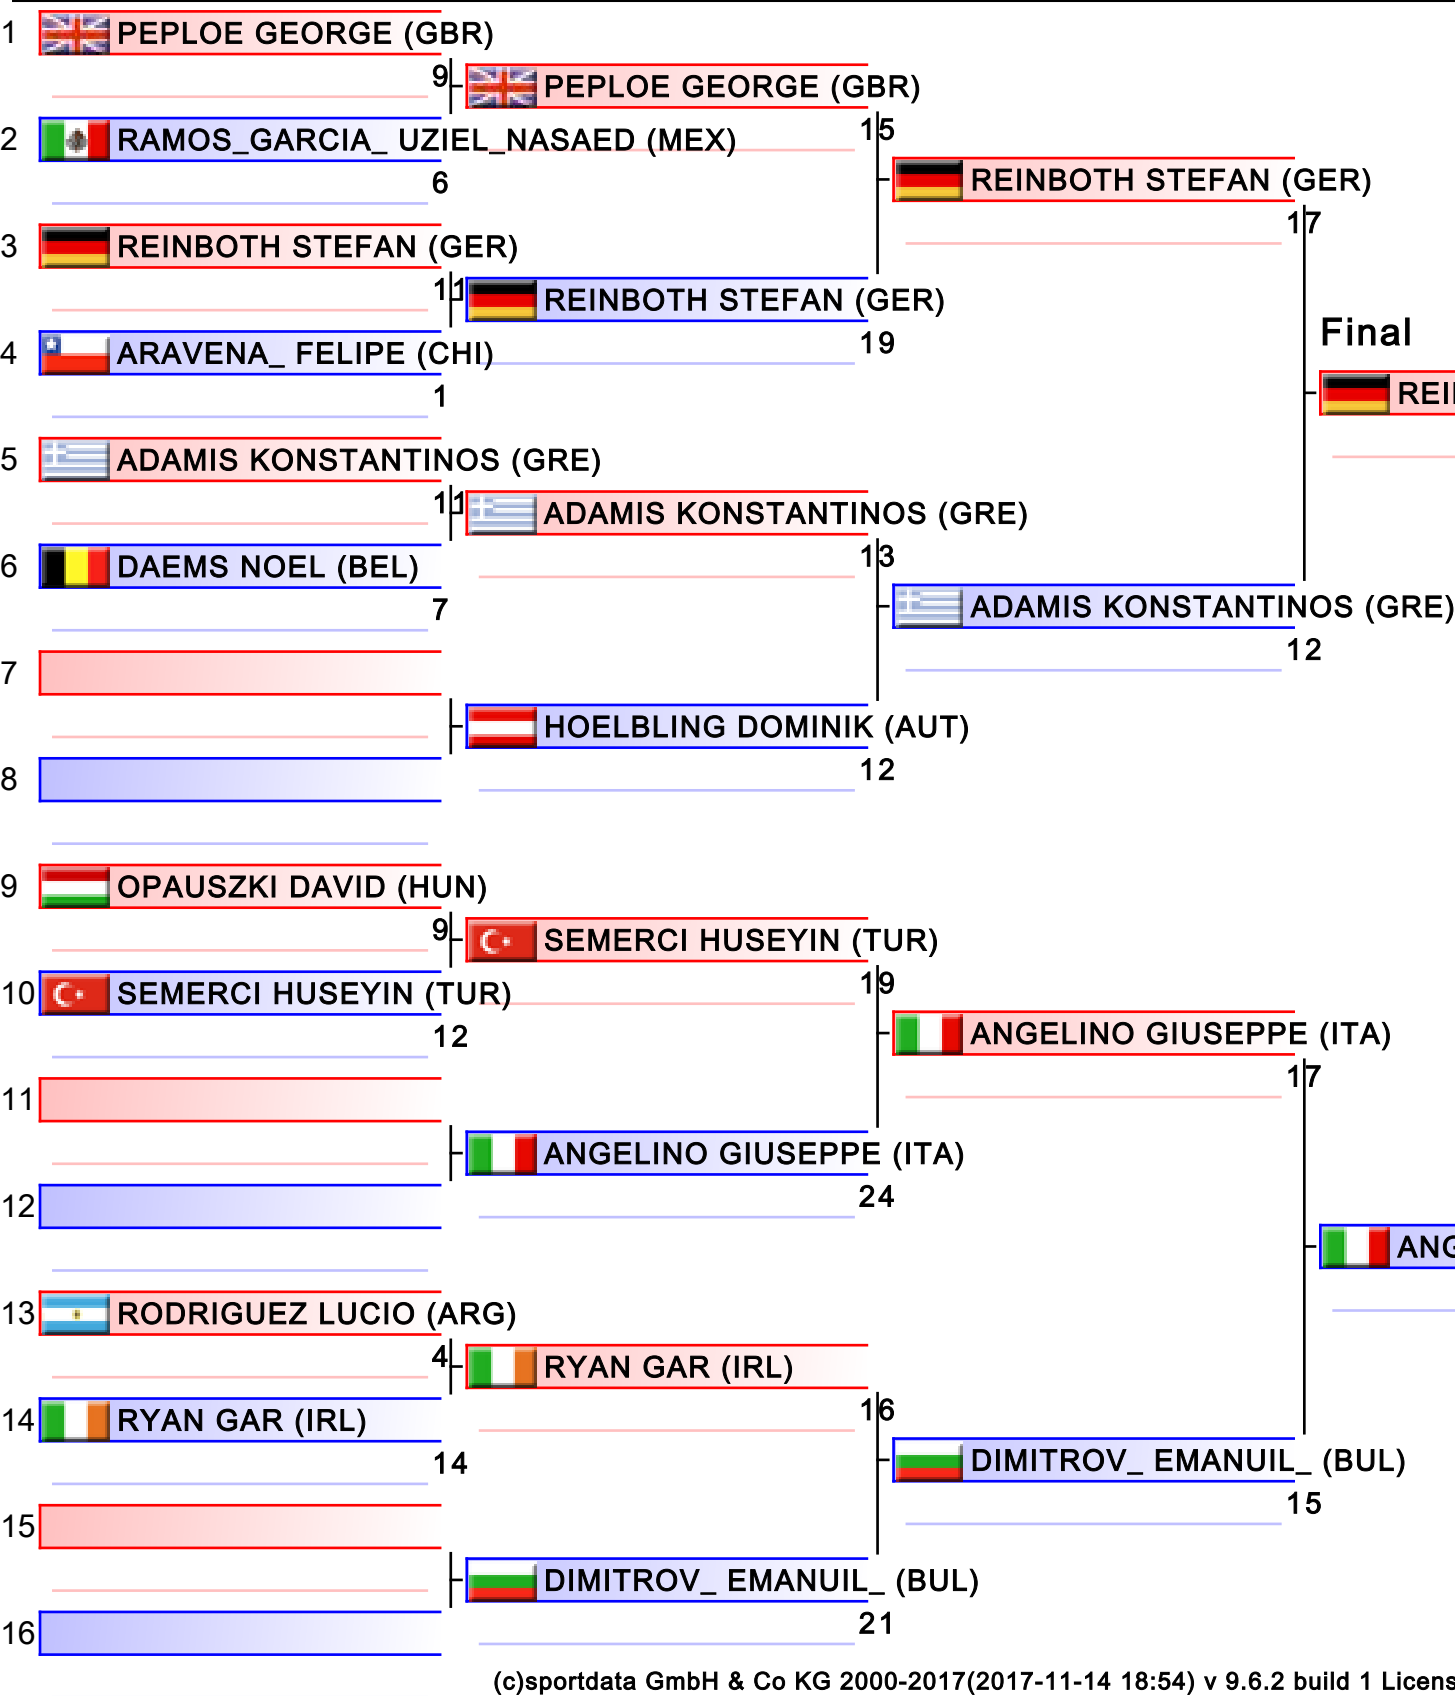 1 PEPLOE GEORGE (GBR)
9 PEPLOE GEORGE (GBR)
2 RAMOS_GARCIA_ UZIEL_NASAED (MEX)
15
6
REINBOTH STEFAN (GER)
17
3 REINBOTH STEFAN (GER)
11 REINBOTH STEFAN (GER)
19
Final
4 ARAVENA_ FELIPE (CHI)
1
REI
5 ADAMIS KONSTANTINOS (GRE)
11 ADAMIS KONSTANTINOS (GRE)
13
6 DAEMS NOEL (BEL)
7
ADAMIS KONSTANTINOS (GRE)
12
7
HOELBLING DOMINIK (AUT)
12
8
9 OPAUSZKI DAVID (HUN)
9 SEMERCI HUSEYIN (TUR)
19
10 SEMERCI HUSEYIN (TUR)
12
ANGELINO GIUSEPPE (ITA)
17
11
ANGELINO GIUSEPPE (ITA)
24
12
ANG
13 RODRIGUEZ LUCIO (ARG)
4 RYAN GAR (IRL)
16
14 RYAN GAR (IRL)
14
DIMITROV_ EMANUIL_ (BUL)
15
15
DIMITROV_ EMANUIL_ (BUL)
21
16
(c)sportdata GmbH & Co KG 2000-2017(2017-11-14 18:54) v 9.6.2 build 1 Licens